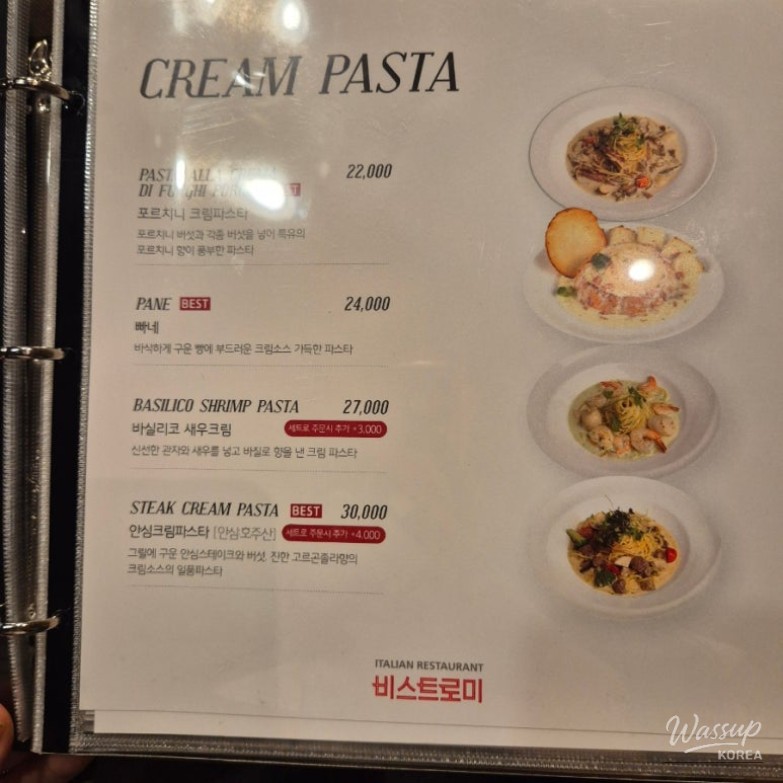 CREAM PASTA
PASTA ALLA 22,000
DI FUNGHI
포르치니 크림파스타
포르치니 버섯과 각종 버섯을 넣어 특유의
포르치니 향이 풍부한 파스타
PANE BEST 24,000
빠네
바삭하게 구운 빵에 부드러운 크림소스 가득한 파스타
BASILICO SHRIMP PASTA 27,000
바실리코 새우크림 세트로 주문시 추가 +3,000
신선한 관자와 새우를 넣고 바질로 향을 낸 크림 파스타
STEAK CREAM PASTA BEST 30,000
안심크림파스타 [안심:호주산] 세트로 주문시 추가 +4,000
그릴에 구운 안심스테이크와 버섯, 진한 고르곤졸라향의
크림소스의 일품파스타
ITALIAN RESTAURANT
비스트로미
Wassup
KOREA